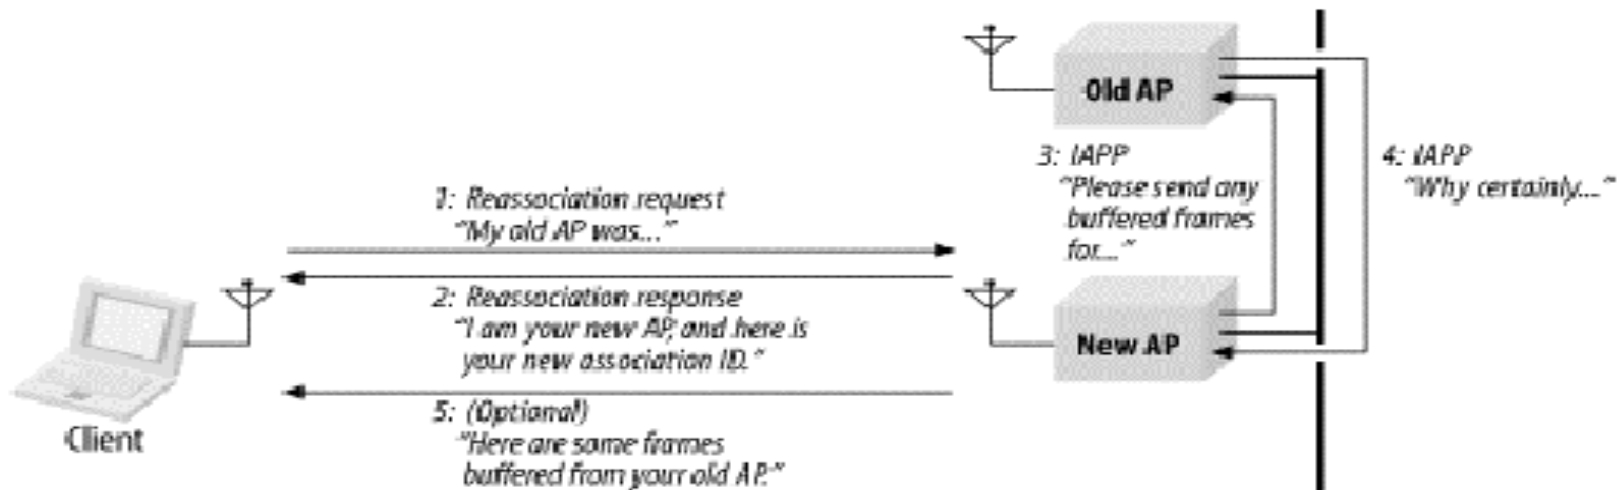 Old AP
3: IAPP
"Please send any
buffered frames
for..."
4: IAPP
"Why certainly..."
1: Reassociation request
"My old AP was..."
2: Reassociation response
"I am your new AP, and here is
your new association ID."
New AP
5: (Optional)
"Here are some frames
buffered from your old AP."
Client